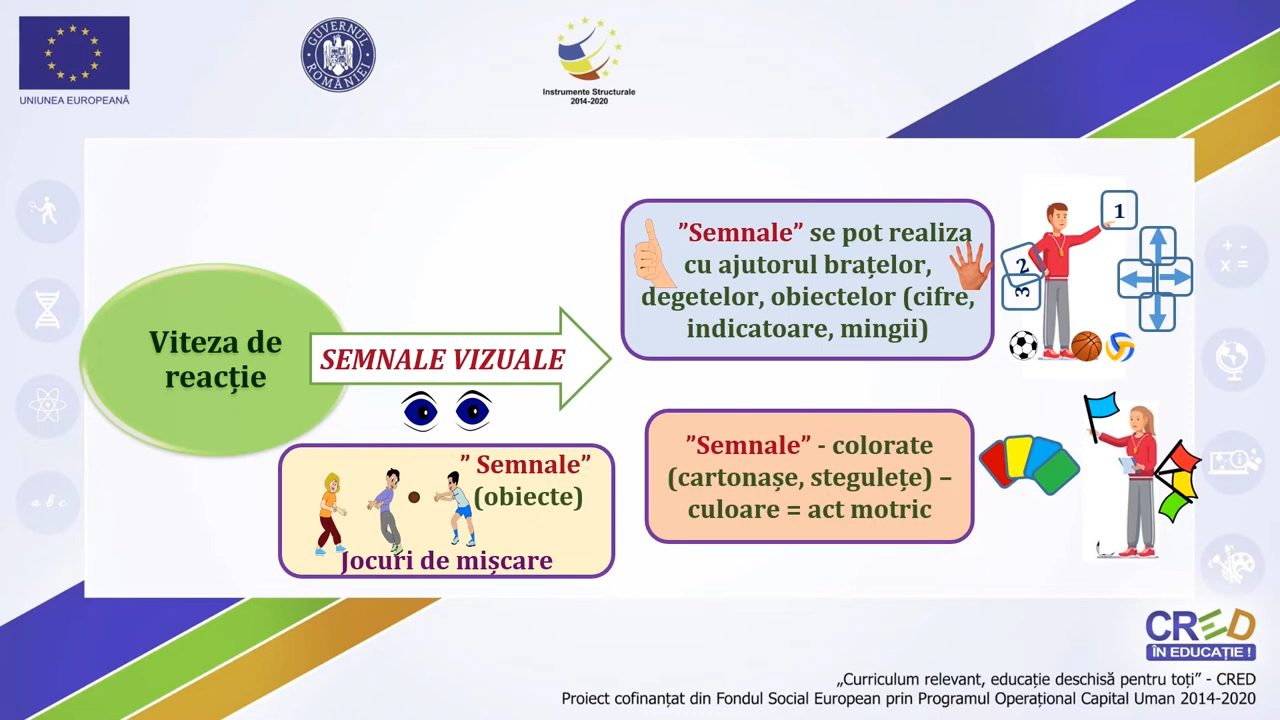 UNIUNEA EUROPEANĂ
GUVERNUL ROMÂNIEI
Instrumente Structurale
2014-2020
Viteza de
reacție
SEMNALE VIZUALE
”Semnale” se pot realiza
cu ajutorul brațelor,
degetelor, obiectelor (cifre,
indicatoare, mingii)
1
2
3
” Semnale”
(obiecte)
Jocuri de mișcare
”Semnale” - colorate
(cartonașe, stegulețe) –
culoare = act motric
+ -
x =
a b c
CRED
ÎN EDUCAȚIE !
„Curriculum relevant, educație deschisă pentru toți” - CRED
Proiect cofinanțat din Fondul Social European prin Programul Operațional Capital Uman 2014-2020